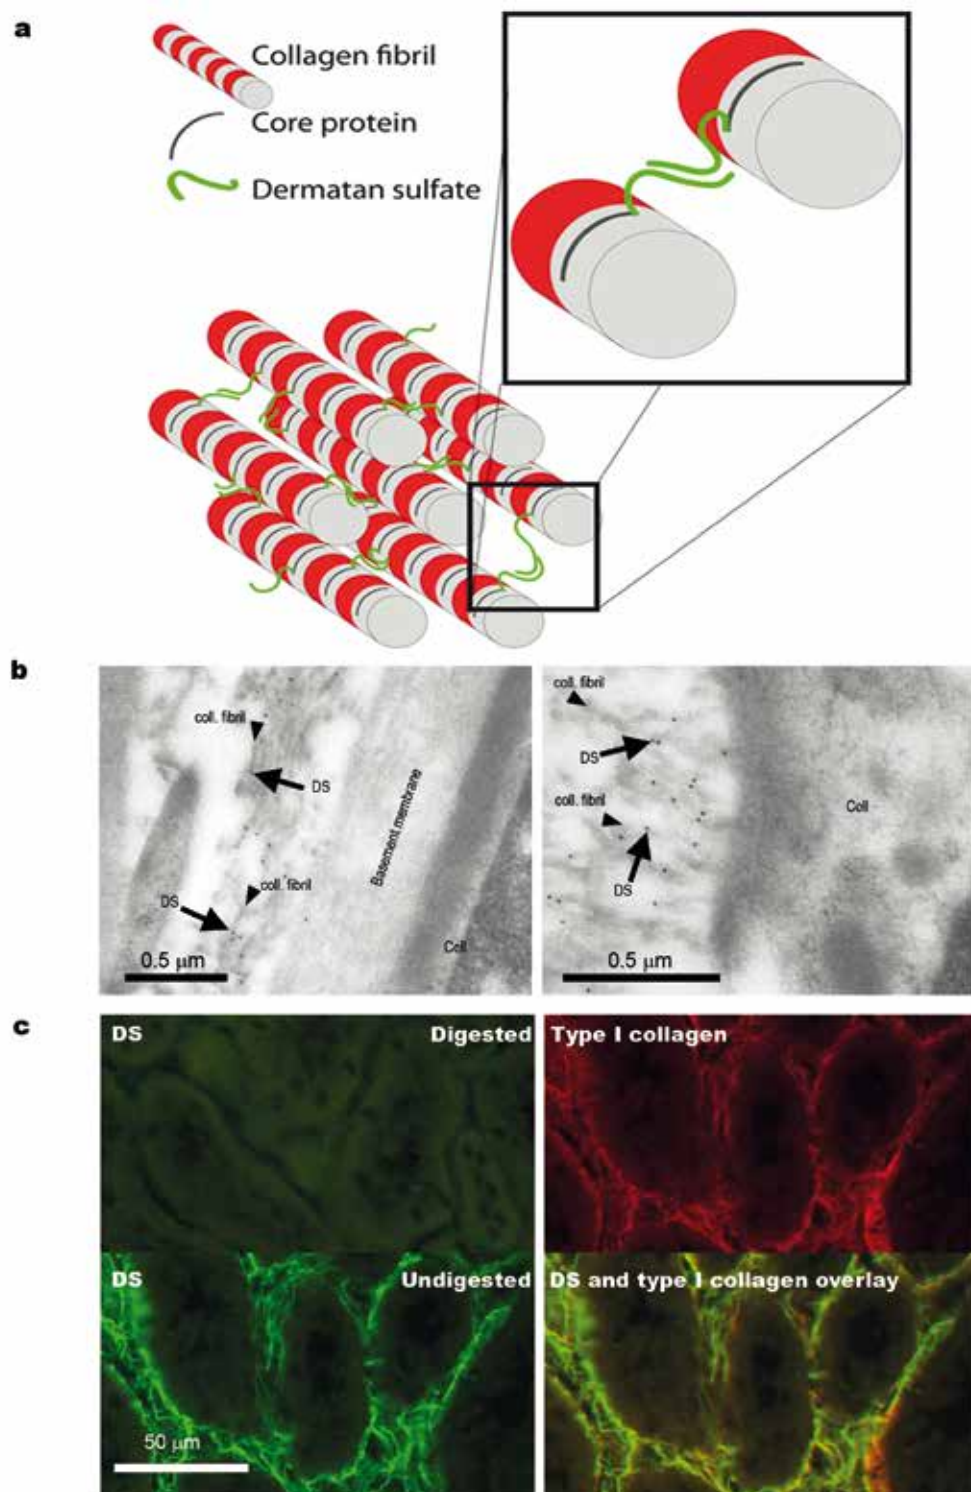 a
Collagen fibril
Core protein
Dermatan sulfate
b
coll. fibril
DS
Basement membrane
DS
coll. fibril
Coll
0.5 μm
coll. fibril
DS
coll. fibril
Coll
DS
0.5 μm
c
DS Digested
Type I collagen
DS Undigested
DS and type I collagen overlay
50 μm